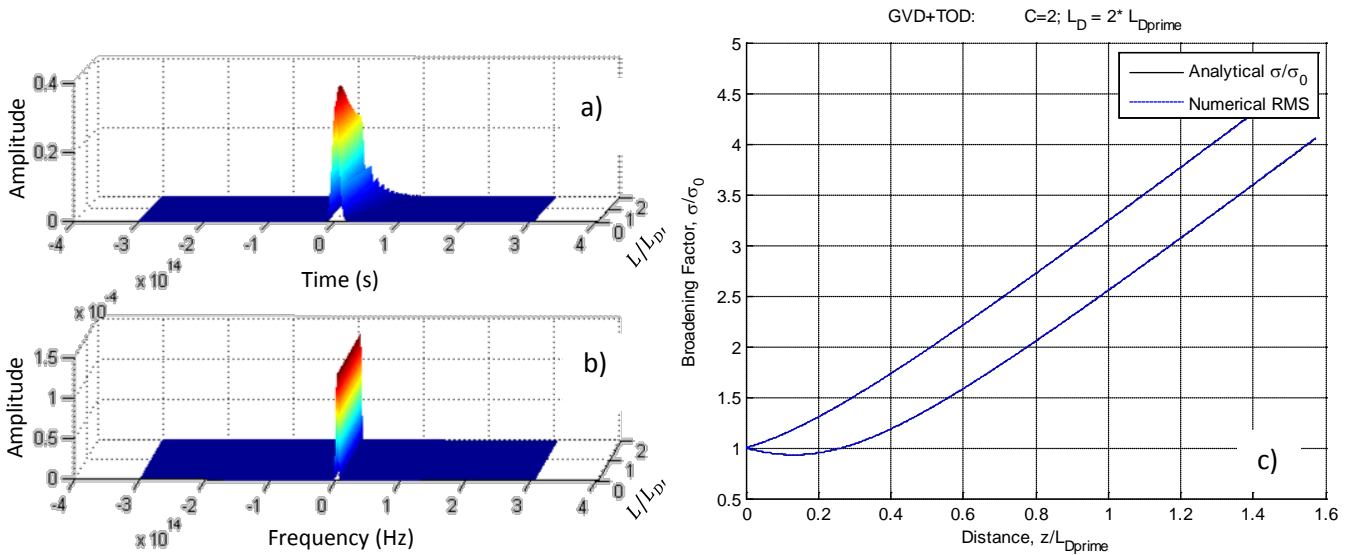 0.4
0.2
0
Amplitude
a)
-4
-3
-2
-1
0
1
2
3
4
0
1
2
L/L_D'
x 10^14
Time (s)
x 10^-4
1.5
1
0.5
0
Amplitude
b)
-4
-3
-2
-1
0
1
2
3
4
0
1
2
L/L_D'
x 10^14
Frequency (Hz)
GVD+TOD: C=2; L_D = 2* L_Dprime
5
4.5
4
3.5
3
2.5
2
1.5
1
0.5
Broadening Factor, σ/σ_0
Analytical σ/σ_0
Numerical RMS
c)
0
0.2
0.4
0.6
0.8
1
1.2
1.4
1.6
Distance, z/L_Dprime